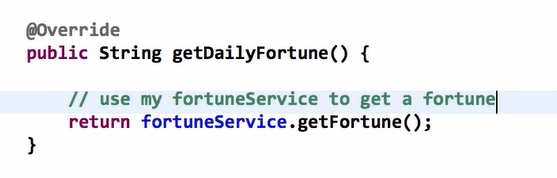 @Override
public String getDailyFortune() {
// use my fortuneService to get a fortune
return fortuneService.getFortune();
}